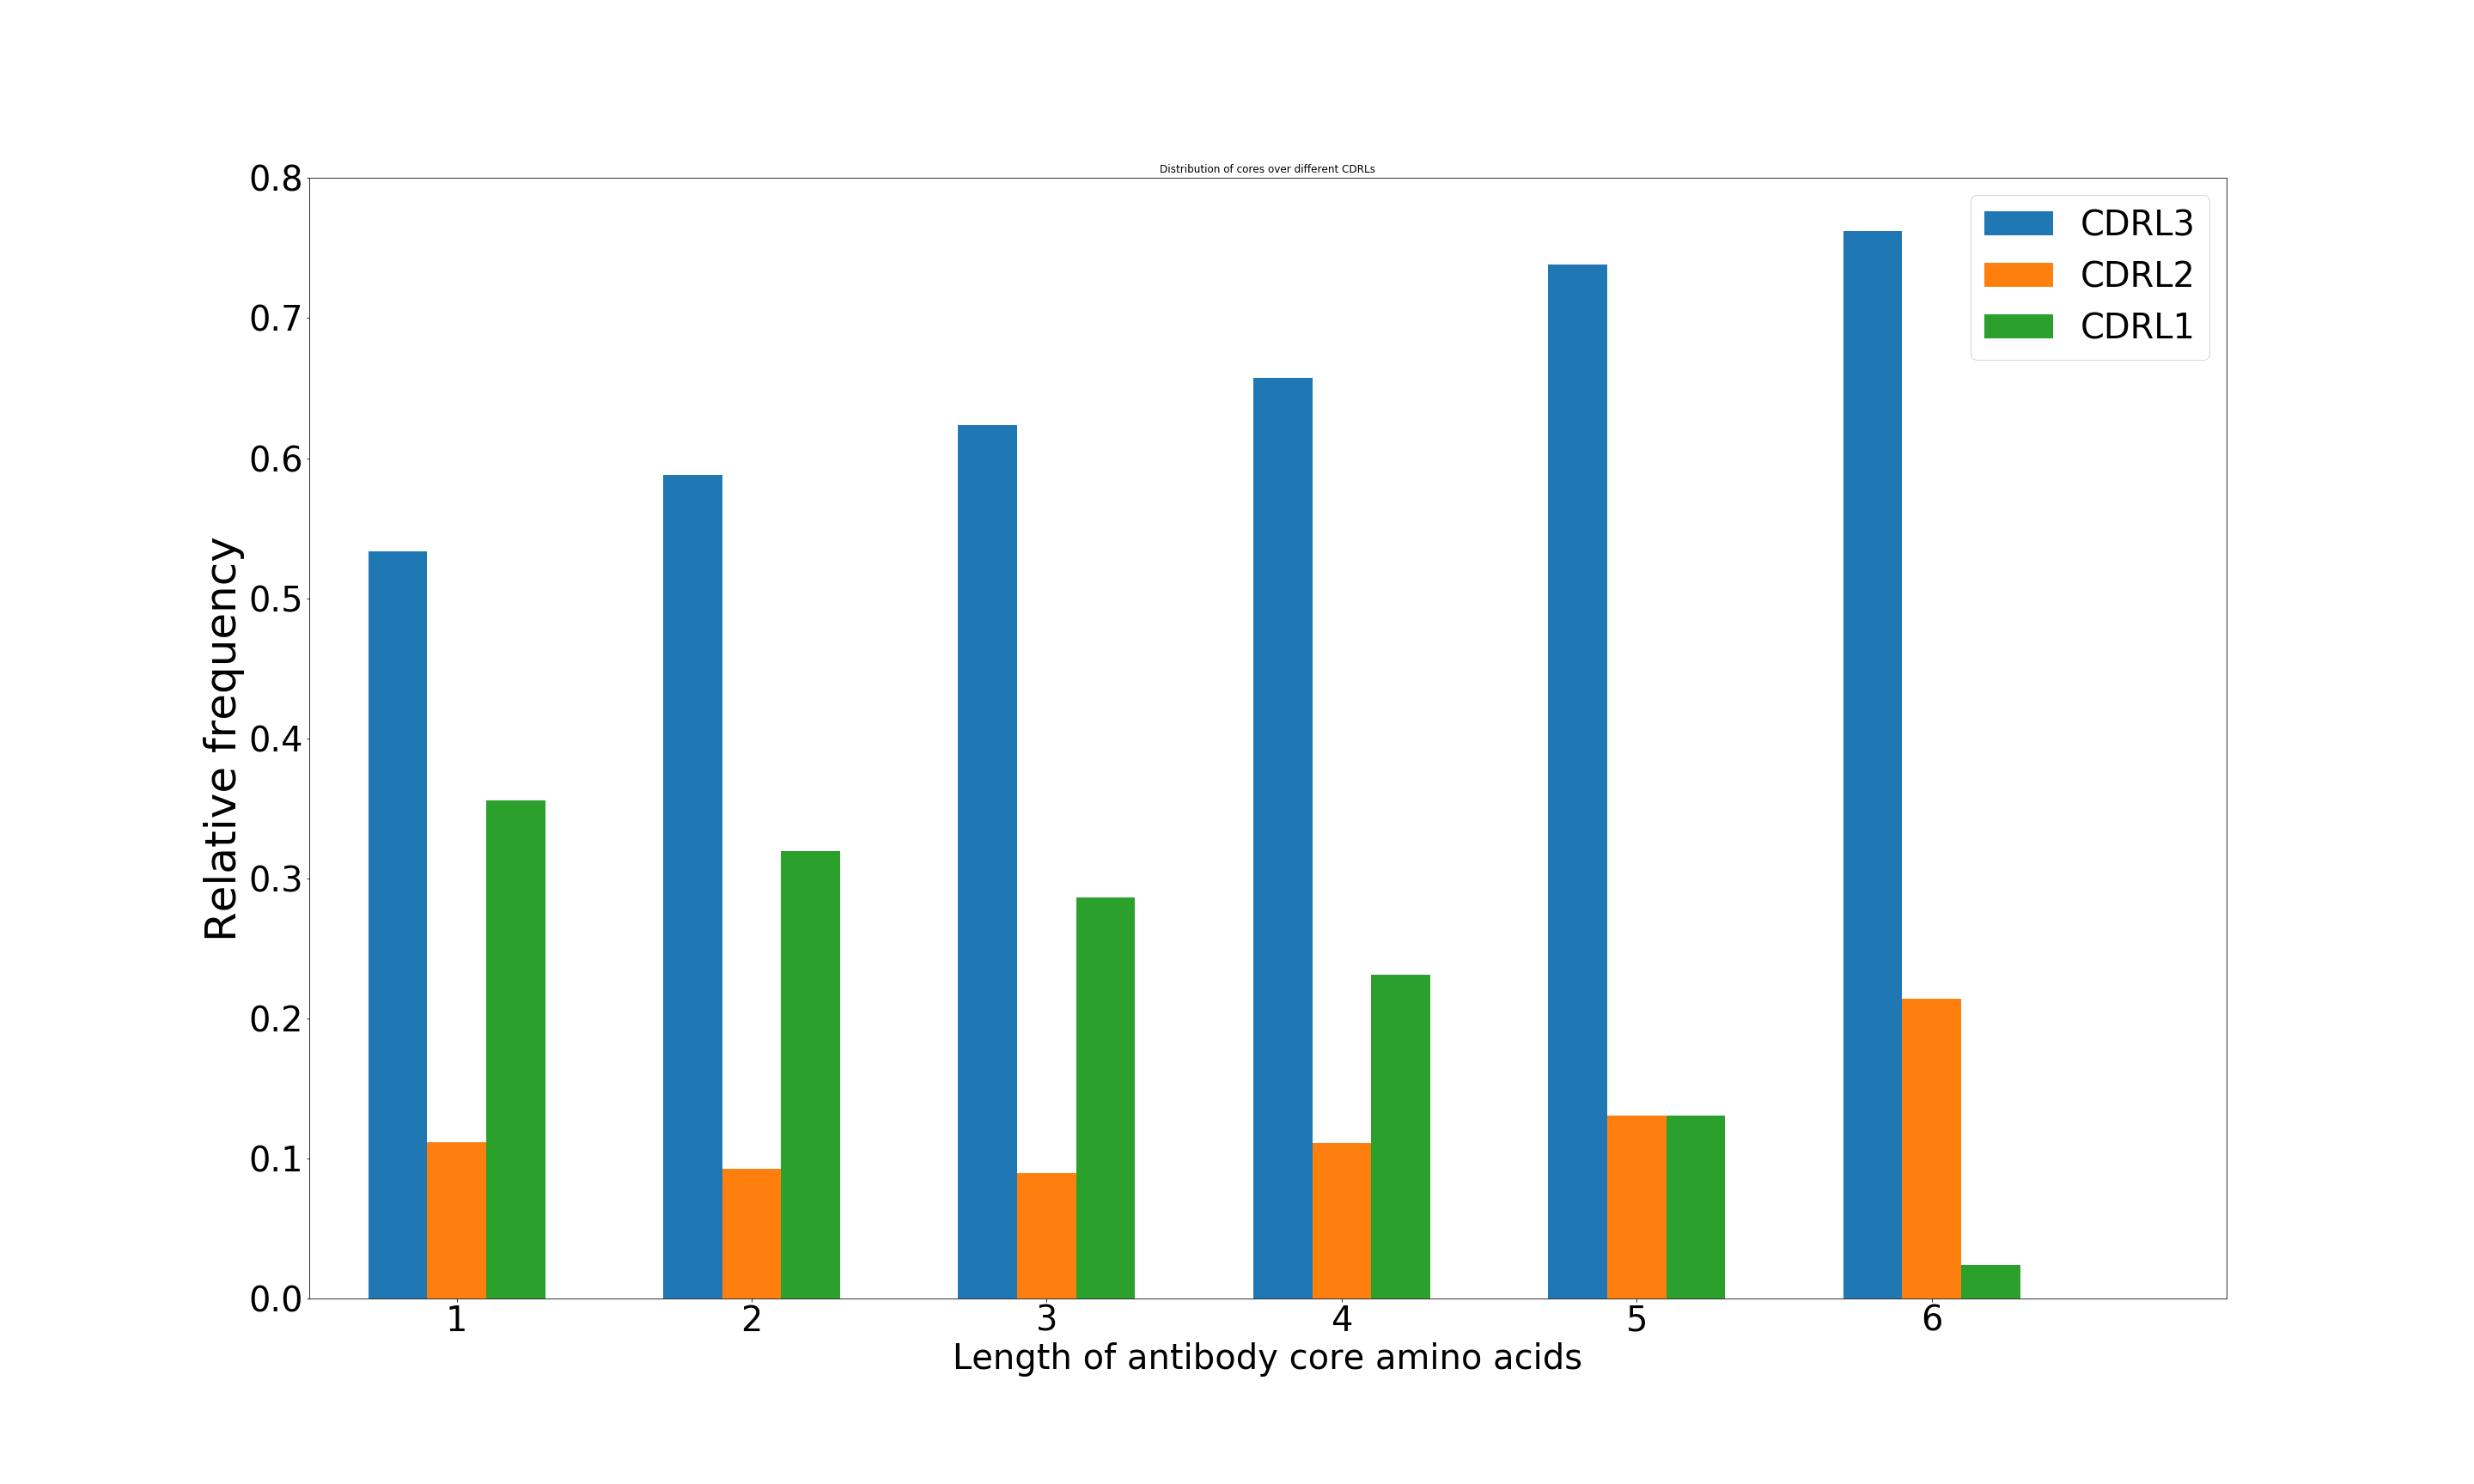 Distribution of cores over different CDRLs
0.8
0.7
0.6
0.5
0.4
0.3
0.2
0.1
0.0
Relative frequency
CDRL3
CDRL2
CDRL1
1 2 3 4 5 6
Length of antibody core amino acids